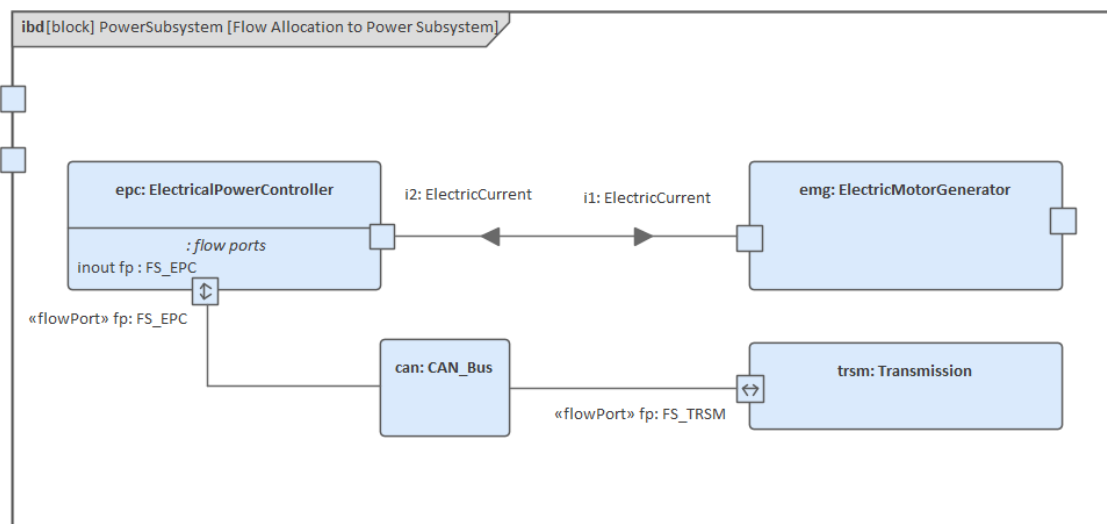 ibd[block] PowerSubsystem [Flow Allocation to Power Subsystem]
epc: ElectricalPowerController
i2: ElectricCurrent
i1: ElectricCurrent
emg: ElectricMotorGenerator
: flow ports
inout fp : FS_EPC
«flowPort» fp: FS_EPC
can: CAN_Bus
trsm: Transmission
«flowPort» fp: FS_TRSM